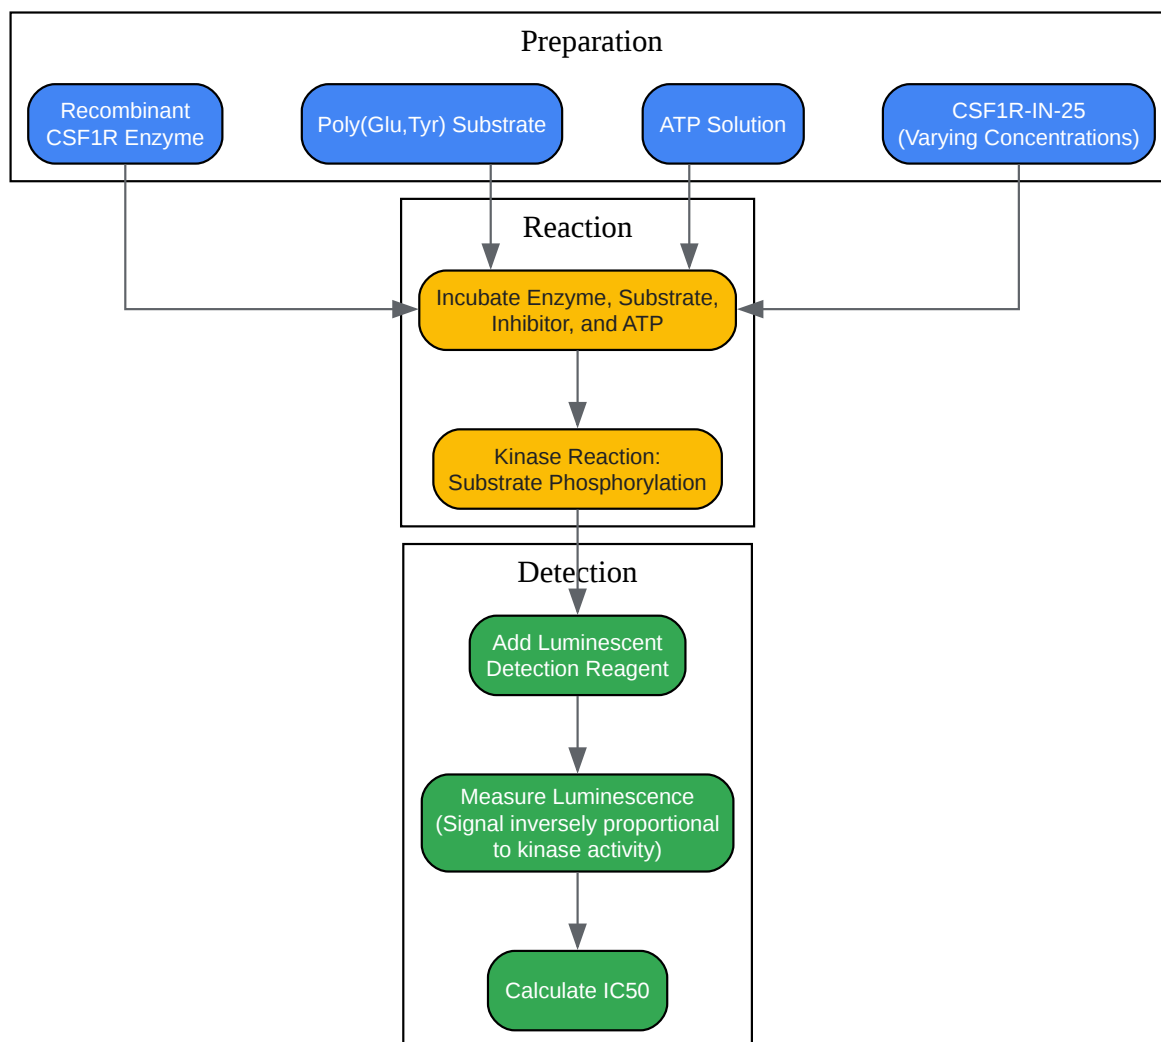 Preparation
Recombinant
CSF1R Enzyme
Poly(Glu,Tyr) Substrate
ATP Solution
CSF1R-IN-25
(Varying Concentrations)
Reaction
Incubate Enzyme, Substrate,
Inhibitor, and ATP
Kinase Reaction:
Substrate Phosphorylation
Detection
Add Luminescent
Detection Reagent
Measure Luminescence
(Signal inversely proportional
to kinase activity)
Calculate IC50